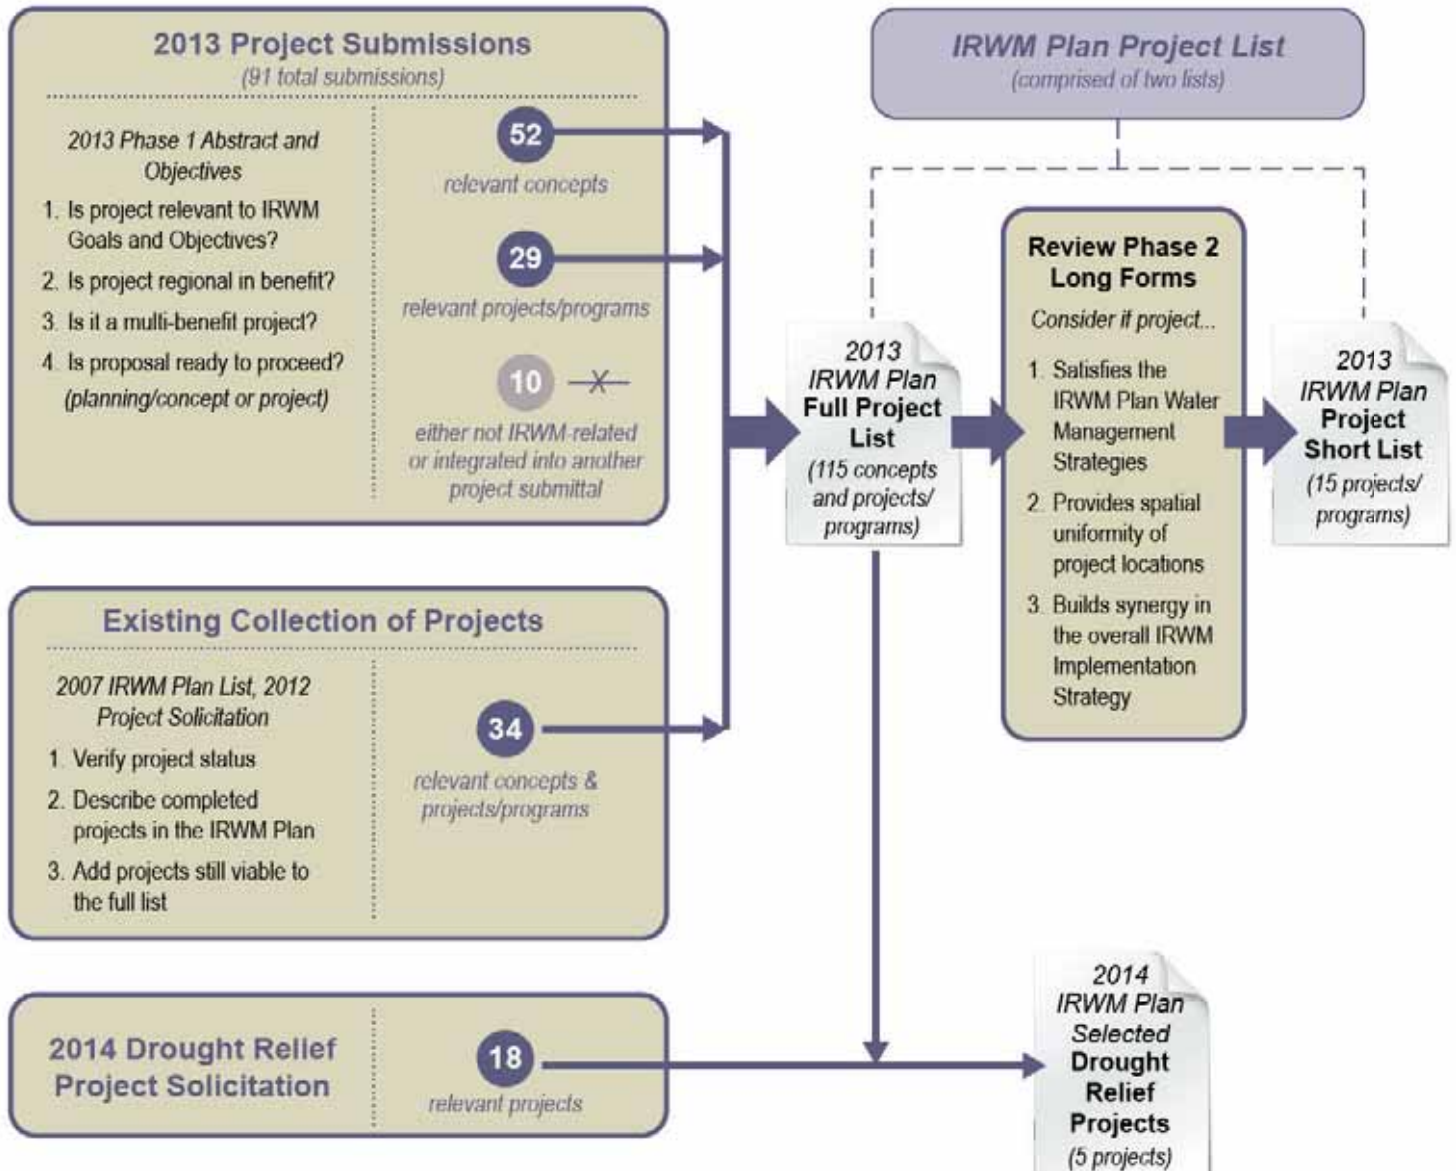 2013 Project Submissions
(91 total submissions)
2013 Phase 1 Abstract and
Objectives
1. Is project relevant to IRWM
Goals and Objectives?
2. Is project regional in benefit?
3. Is it a multi-benefit project?
4. Is proposal ready to proceed?
(planning/concept or project)
52
relevant concepts
29
relevant projects/programs
10 X
either not IRWM-related
or integrated into another
project submittal
Existing Collection of Projects
2007 IRWM Plan List, 2012
Project Solicitation
1. Verify project status
2. Describe completed
projects in the IRWM Plan
3. Add projects still viable to
the full list
34
relevant concepts &
projects/programs
2014 Drought Relief
Project Solicitation
18
relevant projects
IRWM Plan Project List
(comprised of two lists)
2013
IRWM Plan
Full Project
List
(115 concepts
and projects/
programs)
Review Phase 2
Long Forms
Consider if project...
1. Satisfies the
IRWM Plan Water
Management
Strategies
2. Provides spatial
uniformity of
project locations
3. Builds synergy in
the overall IRWM
Implementation
Strategy
2013
IRWM Plan
Project
Short List
(15 projects/
programs)
2014
IRWM Plan
Selected
Drought
Relief
Projects
(5 projects)